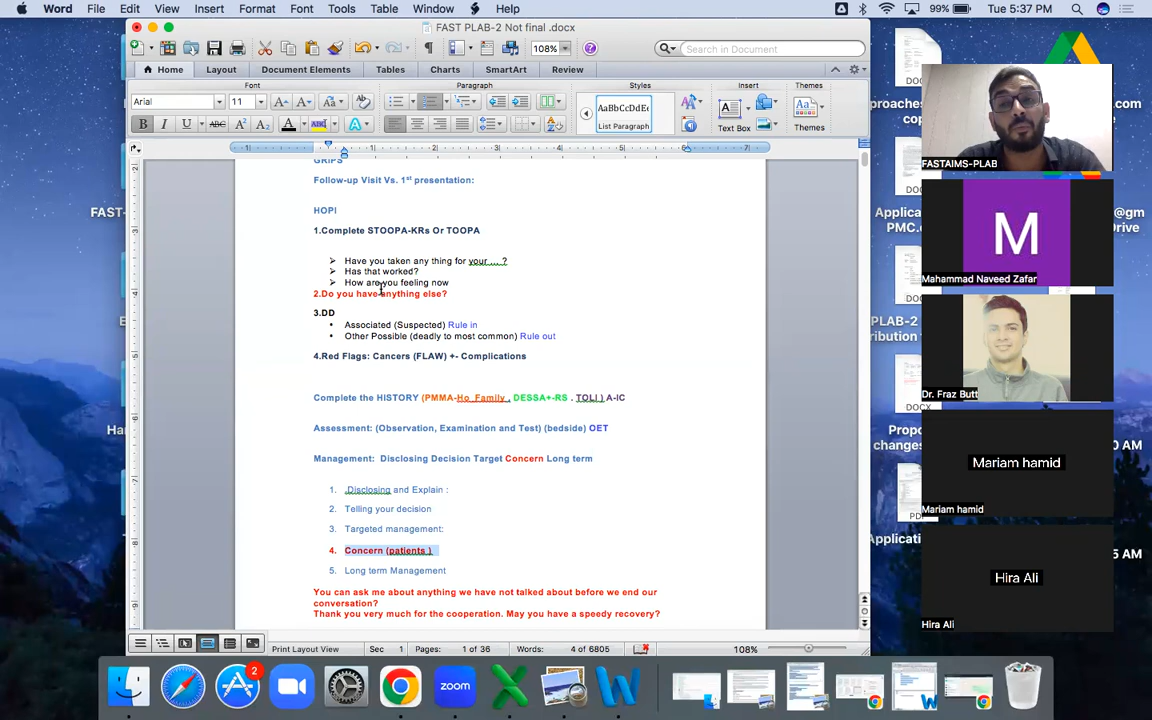 Word File Edit View Insert Format Font Tools Table Window Help
99% Tue 5:37 PM
FAST PLAB-2 Not final .docx
108%
Search in Document
Home Layout Document Elements Tables Charts SmartArt Review
Font Paragraph Styles Insert Themes
Arial 11
AaBbCcDdEe
List Paragraph
Text Box
Themes
GRIPS
Follow-up Visit Vs. 1st presentation:
HOPI
1.Complete STOOPA-KRs Or TOOPA
➢ Have you taken any thing for your ... ?
➢ Has that worked?
➢ How are you feeling now
2.Do you have anything else?
3.DD
• Associated (Suspected) Rule in
• Other Possible (deadly to most common) Rule out
4.Red Flags: Cancers (FLAW) +- Complications
Complete the HISTORY (PMMA-Ho Family , DESSA+-RS , TOLI ) A-IC
Assessment: (Observation, Examination and Test) (bedside) OET
Management: Disclosing Decision Target Concern Long term
1. .Disclosing and Explain :
2. Telling your decision
3. Targeted management:
4. Concern (patients )
5. Long term Management
You can ask me about anything we have not talked about before we end our
conversation?
Thank you very much for the cooperation. May you have a speedy recovery?
Print Layout View Sec 1 Pages: 1 of 36 Words: 4 of 6805 108%
FASTAIMS-PLAB
M
Mahammad Naveed Zafar
Dr. Fraz Butt
Mariam hamid
Mariam hamid
Hira Ali
Hira Ali
FAST-
PLAB-2
PMC.
Drive
@gm
DOCX
2
zoom